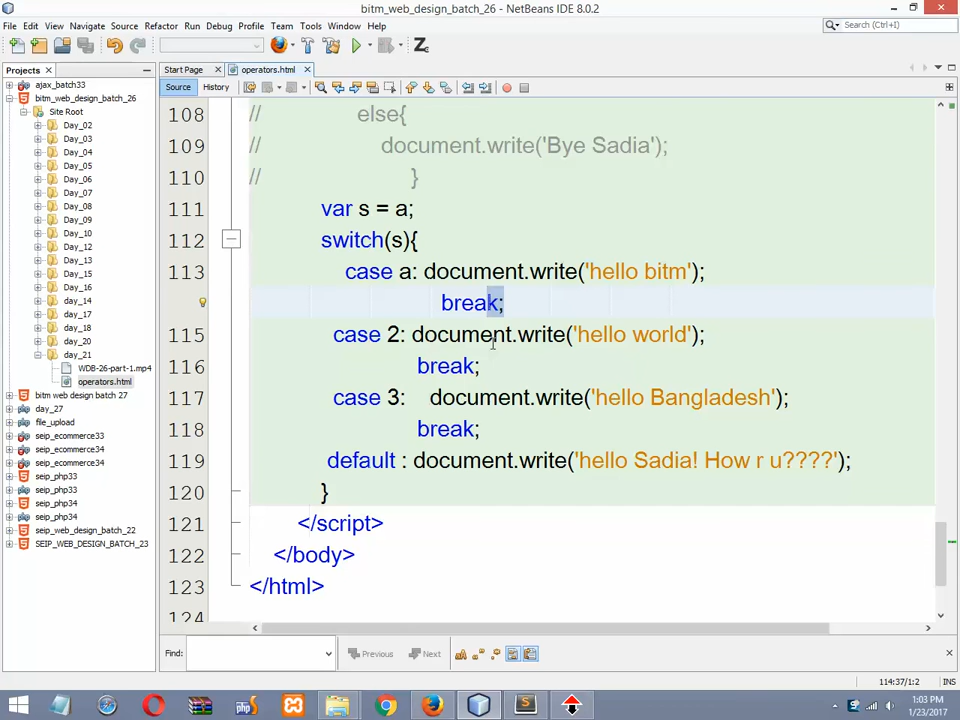 bitm_web_design_batch_26 - NetBeans IDE 8.0.2
File Edit View Navigate Source Refactor Run Debug Profile Team Tools Window Help
Search (Ctrl+I)
Projects
Start Page
operators.html
Source
History
ajax_batch33
bitm_web_design_batch_26
Site Root
Day_02
Day_03
Day_04
Day_05
Day_06
Day_07
Day_08
Day_09
Day_10
Day_12
Day_13
Day_15
Day_16
day_14
day_17
day_18
day_20
day_21
WDB-26-part-1.mp4
operators.html
bitm web design batch 27
day_27
file_upload
seip_ecommerce33
seip_ecommerce34
seip_ecommerce34
seip_php33
seip_php33
seip_php34
seip_php34
seip_web_design_batch_22
SEIP_WEB_DESIGN_BATCH_23
108 // else{
109 // document.write('Bye Sadia');
110 // }
111 var s = a;
112 switch(s){
113 case a: document.write('hello bitm');
break;
115 case 2: document.write('hello world');
116 break;
117 case 3: document.write('hello Bangladesh');
118 break;
119 default : document.write('hello Sadia! How r u????');
120 }
121 </script>
122 </body>
123 </html>
124
Find:
Previous
Next
114:37/1:2
INS
1:03 PM
1/23/2017